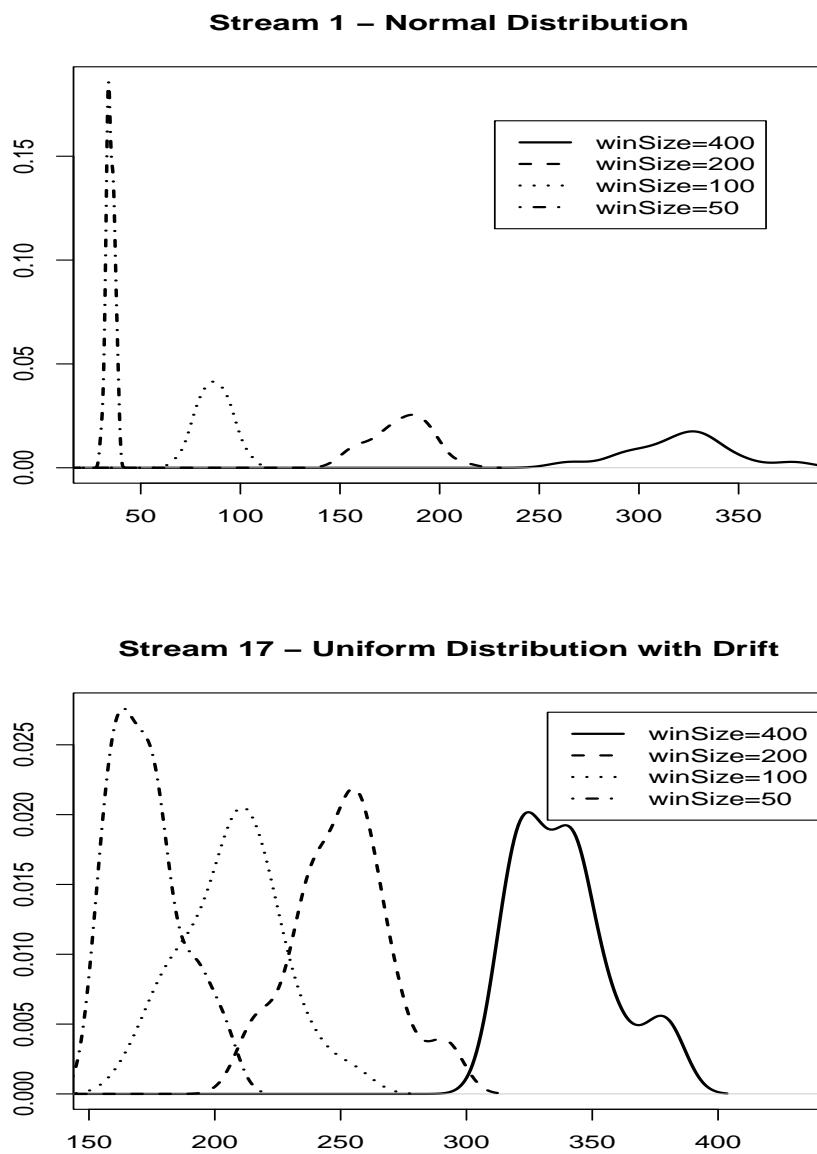 Stream 1 – Normal Distribution
winSize=400
winSize=200
winSize=100
winSize=50
0.15
0.10
0.05
0.00
50 100 150 200 250 300 350
Stream 17 – Uniform Distribution with Drift
winSize=400
winSize=200
winSize=100
winSize=50
0.025
0.020
0.015
0.010
0.005
0.000
150 200 250 300 350 400